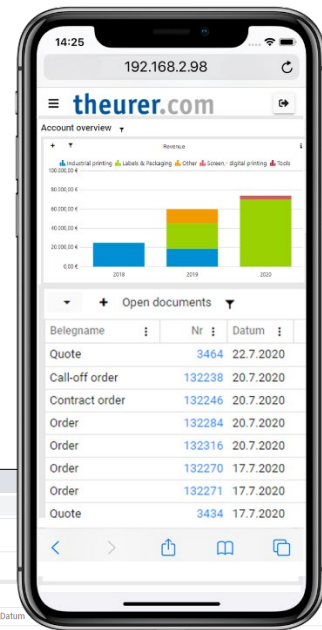 14:25
192.168.2.98
theurer.com
Account overview
Revenue
Industrial printing Labels & Packaging Other Screen,- digital printing Tools
100.000,00 €
80.000,00 €
60.000,00 €
40.000,00 €
20.000,00 €
0,00 €
2018 2019 2020
Open documents
Belegname Nr Datum
Quote 3464 22.7.2020
Call-off order 132238 20.7.2020
Contract order 132246 20.7.2020
Order 132284 20.7.2020
Order 132316 20.7.2020
Order 132270 17.7.2020
Order 132271 17.7.2020
Quote 3434 17.7.2020
Datum